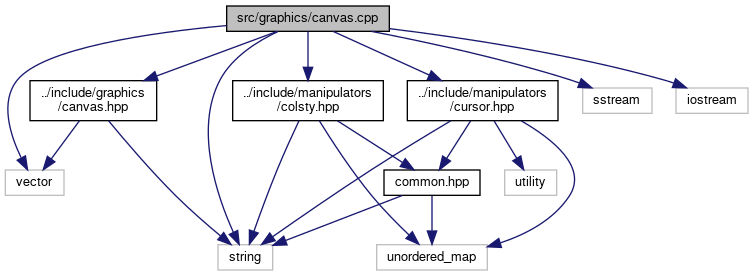 src/graphics/canvas.cpp
../include/graphics
/canvas.hpp
../include/manipulators
/colsty.hpp
../include/manipulators
/cursor.hpp
sstream
iostream
vector
common.hpp
utility
string
unordered_map